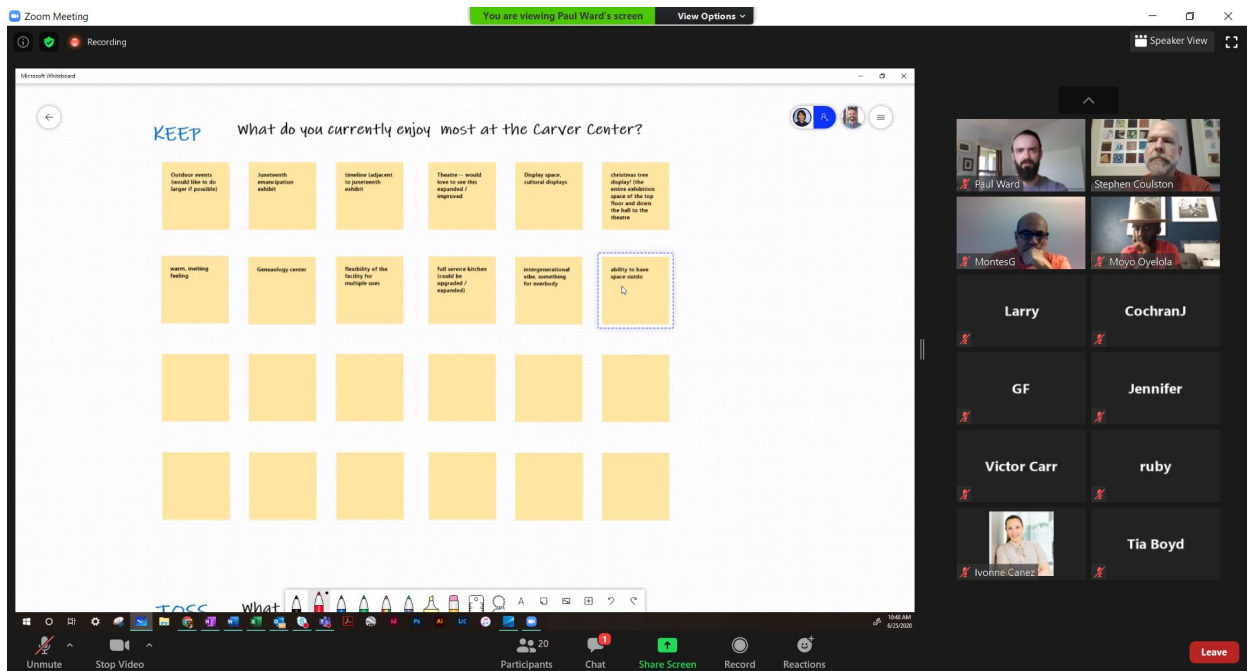 Zoom Meeting
You are viewing Paul Ward's screen
View Options
Recording
Speaker View
Microsoft Whiteboard
KEEP
What do you currently enjoy most at the Carver Center?
Outdoor events
(would like to do
larger if possible)
Juneteenth
emancipation
exhibit
timeline (adjacent
to juneteenth
exhibit
Theatre -- would
love to see this
expanded /
improved
Display space,
cultural displays
christmas tree
display! (the
entire exhibition
space of the top
floor and down
the hall to the
theatre
warm, inviting
feeling
Geneaology center
flexibility of the
facility for
multiple uses
full service kitchen
(could be
upgraded /
expanded)
intergenerational
vibe, something
for everbody
ability to have
space outdo
TOSS
What
A
10:48 AM
6/25/2020
Paul Ward
Stephen Coulston
MontesG
Moyo Oyelola
Larry
CochranJ
GF
Jennifer
Victor Carr
ruby
Ivonne Canez
Tia Boyd
Unmute
Stop Video
20
Participants
1
Chat
Share Screen
Record
Reactions
Leave